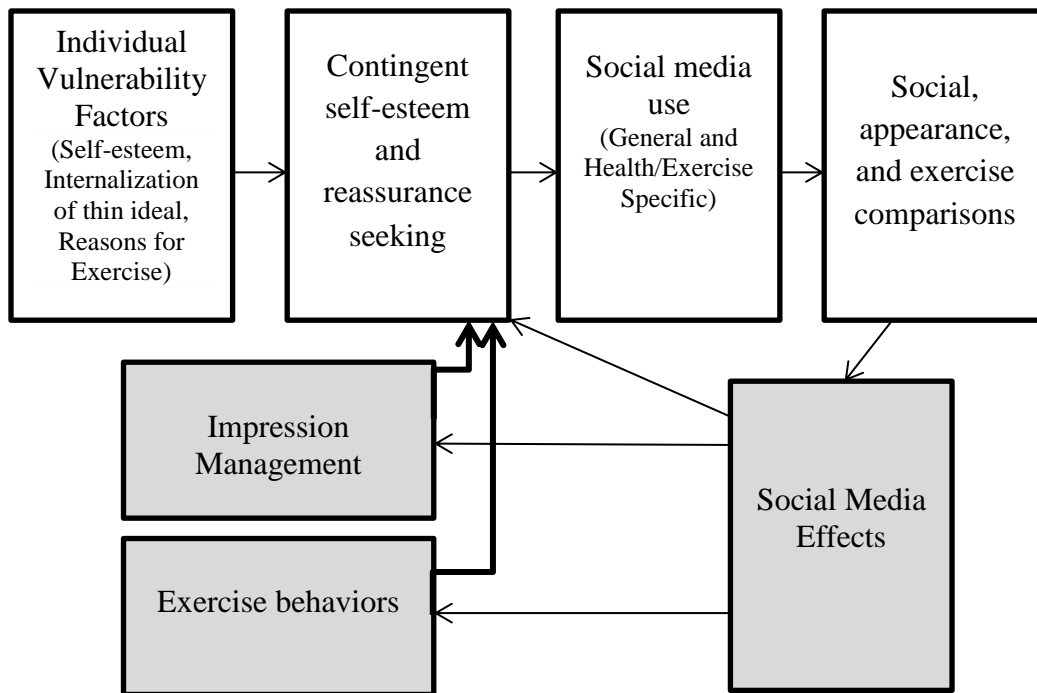 Individual
Vulnerability
Factors
(Self-esteem,
Internalization
of thin ideal,
Reasons for
Exercise)
Contingent
self-esteem
and
reassurance
seeking
Social media
use
(General and
Health/Exercise
Specific)
Social,
appearance,
and exercise
comparisons
Impression
Management
Social Media
Effects
Exercise behaviors